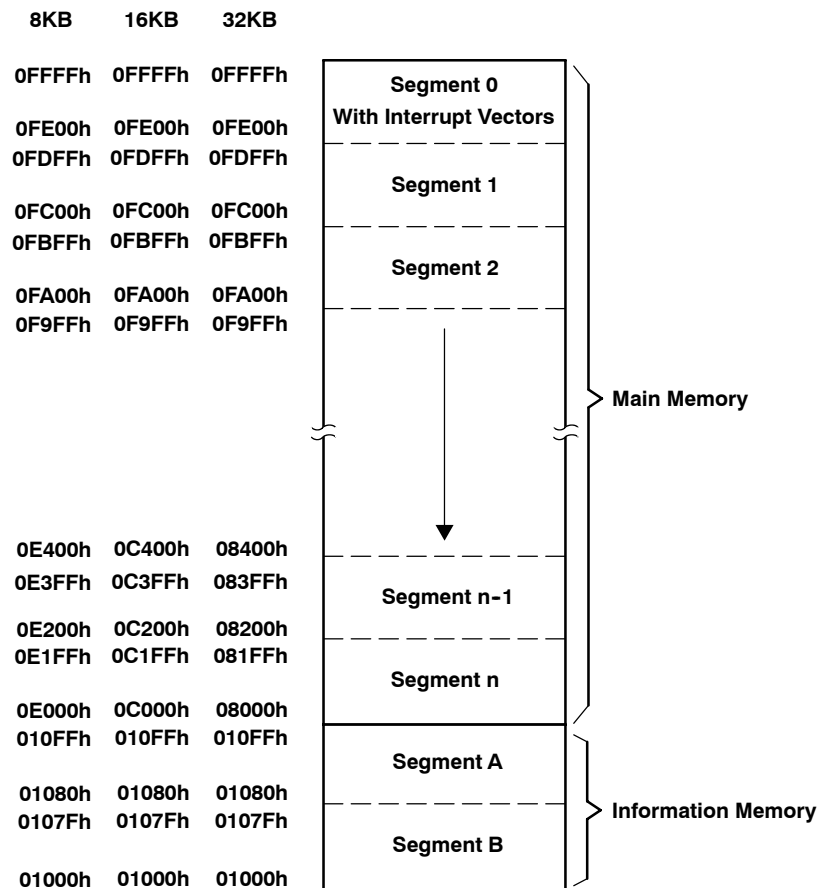 8KB 16KB 32KB
0FFFFh 0FFFFh 0FFFFh
Segment 0
With Interrupt Vectors
0FE00h 0FE00h 0FE00h
0FDFFh 0FDFFh 0FDFFh
Segment 1
0FC00h 0FC00h 0FC00h
0FBFFh 0FBFFh 0FBFFh
Segment 2
0FA00h 0FA00h 0FA00h
0F9FFh 0F9FFh 0F9FFh
Main Memory
0E400h 0C400h 08400h
0E3FFh 0C3FFh 083FFh
Segment n-1
0E200h 0C200h 08200h
0E1FFh 0C1FFh 081FFh
Segment n
0E000h 0C000h 08000h
010FFh 010FFh 010FFh
Segment A
01080h 01080h 01080h
Information Memory
0107Fh 0107Fh 0107Fh
Segment B
01000h 01000h 01000h